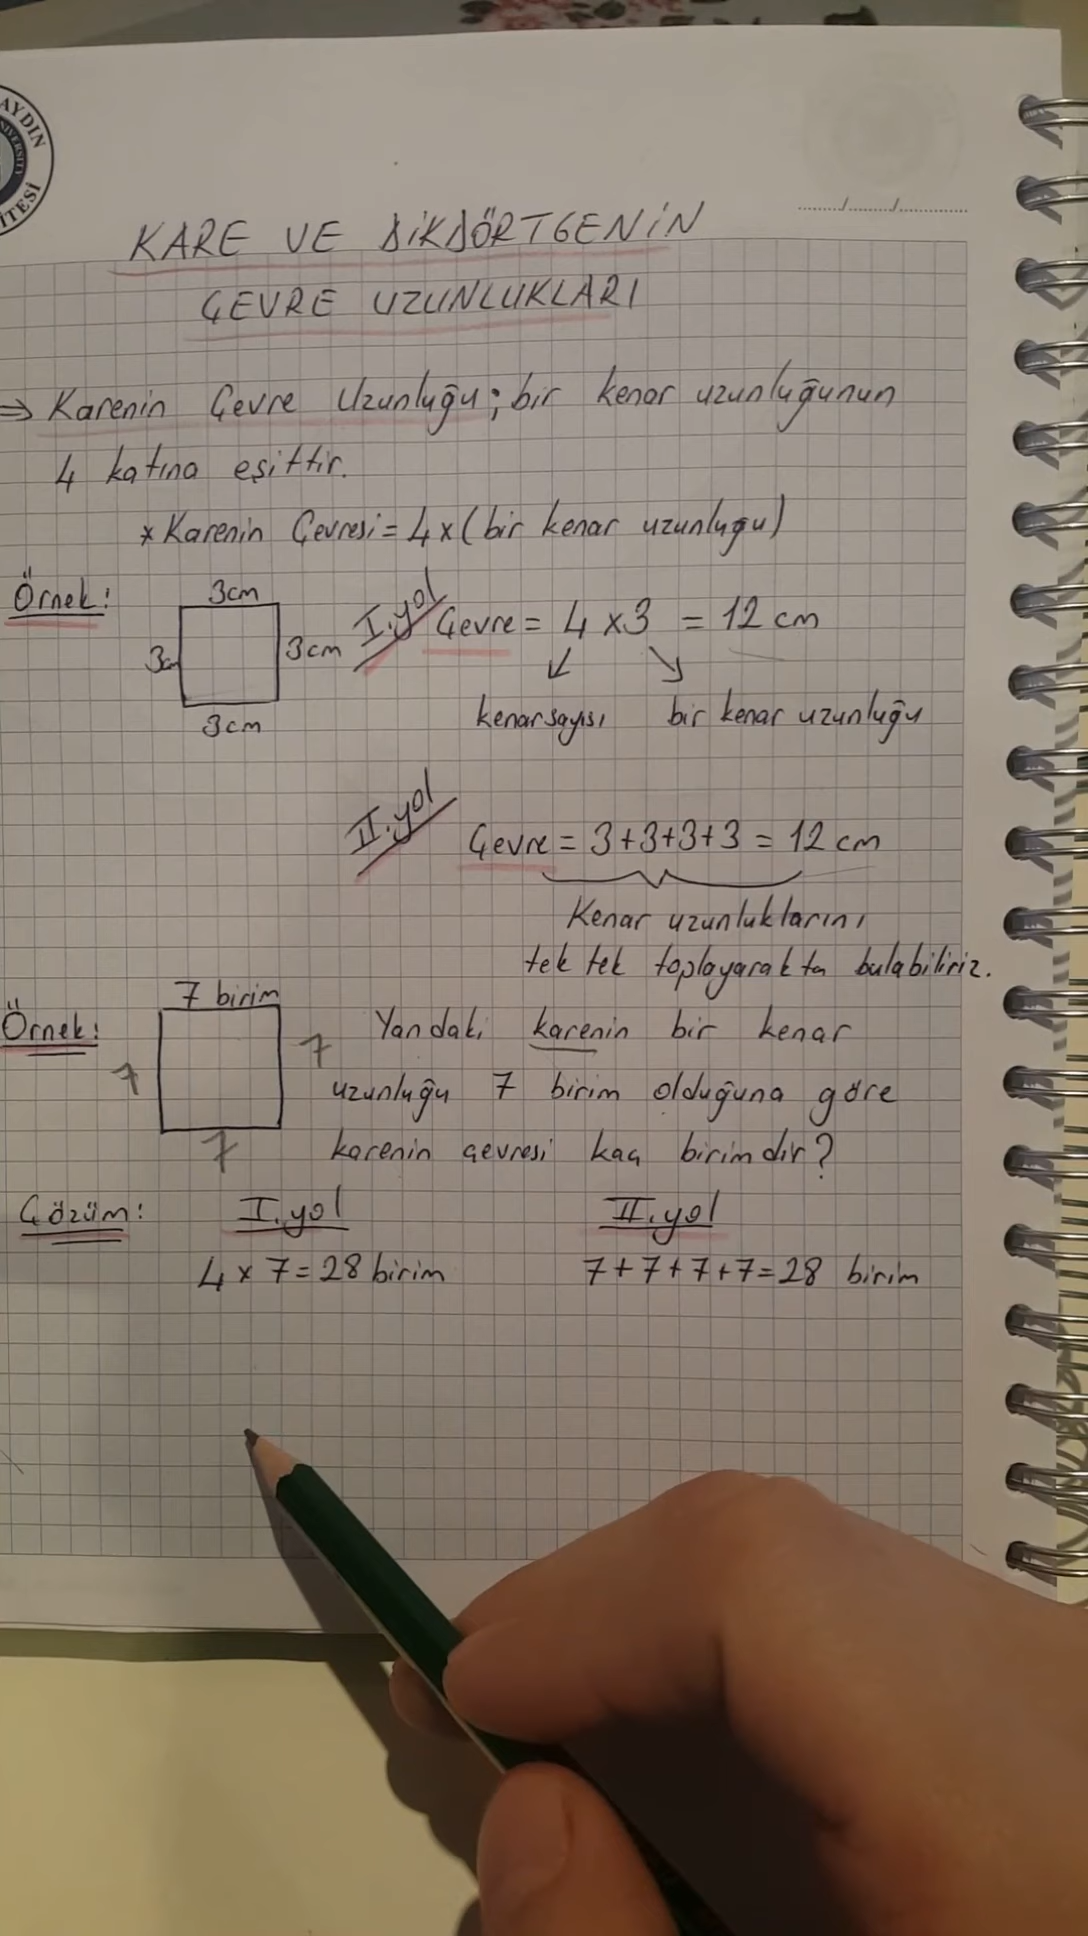 AYDIN
ÜNİVERSİTESİ
KARE VE DİKDÖRTGENİN
ÇEVRE UZUNLUKLARI
⇒ Karenin Çevre Uzunluğu; bir kenar uzunluğunun
4 katına eşittir.
* Karenin Çevresi = 4 x (bir kenar uzunluğu)
Örnek:
3cm
3cm
3cm
3cm
I. yol Çevre = 4 x 3 = 12 cm
kenar sayısı
bir kenar uzunluğu
II. yol Çevre = 3+3+3+3 = 12 cm
Kenar uzunluklarını
tek tek toplayarak ta bulabiliriz.
Örnek:
7 birim
7
7
7
Yandaki karenin bir kenar
uzunluğu 7 birim olduğuna göre
karenin çevresi kaç birimdir?
Çözüm: I. yol II. yol
4 x 7 = 28 birim 7+7+7+7=28 birim